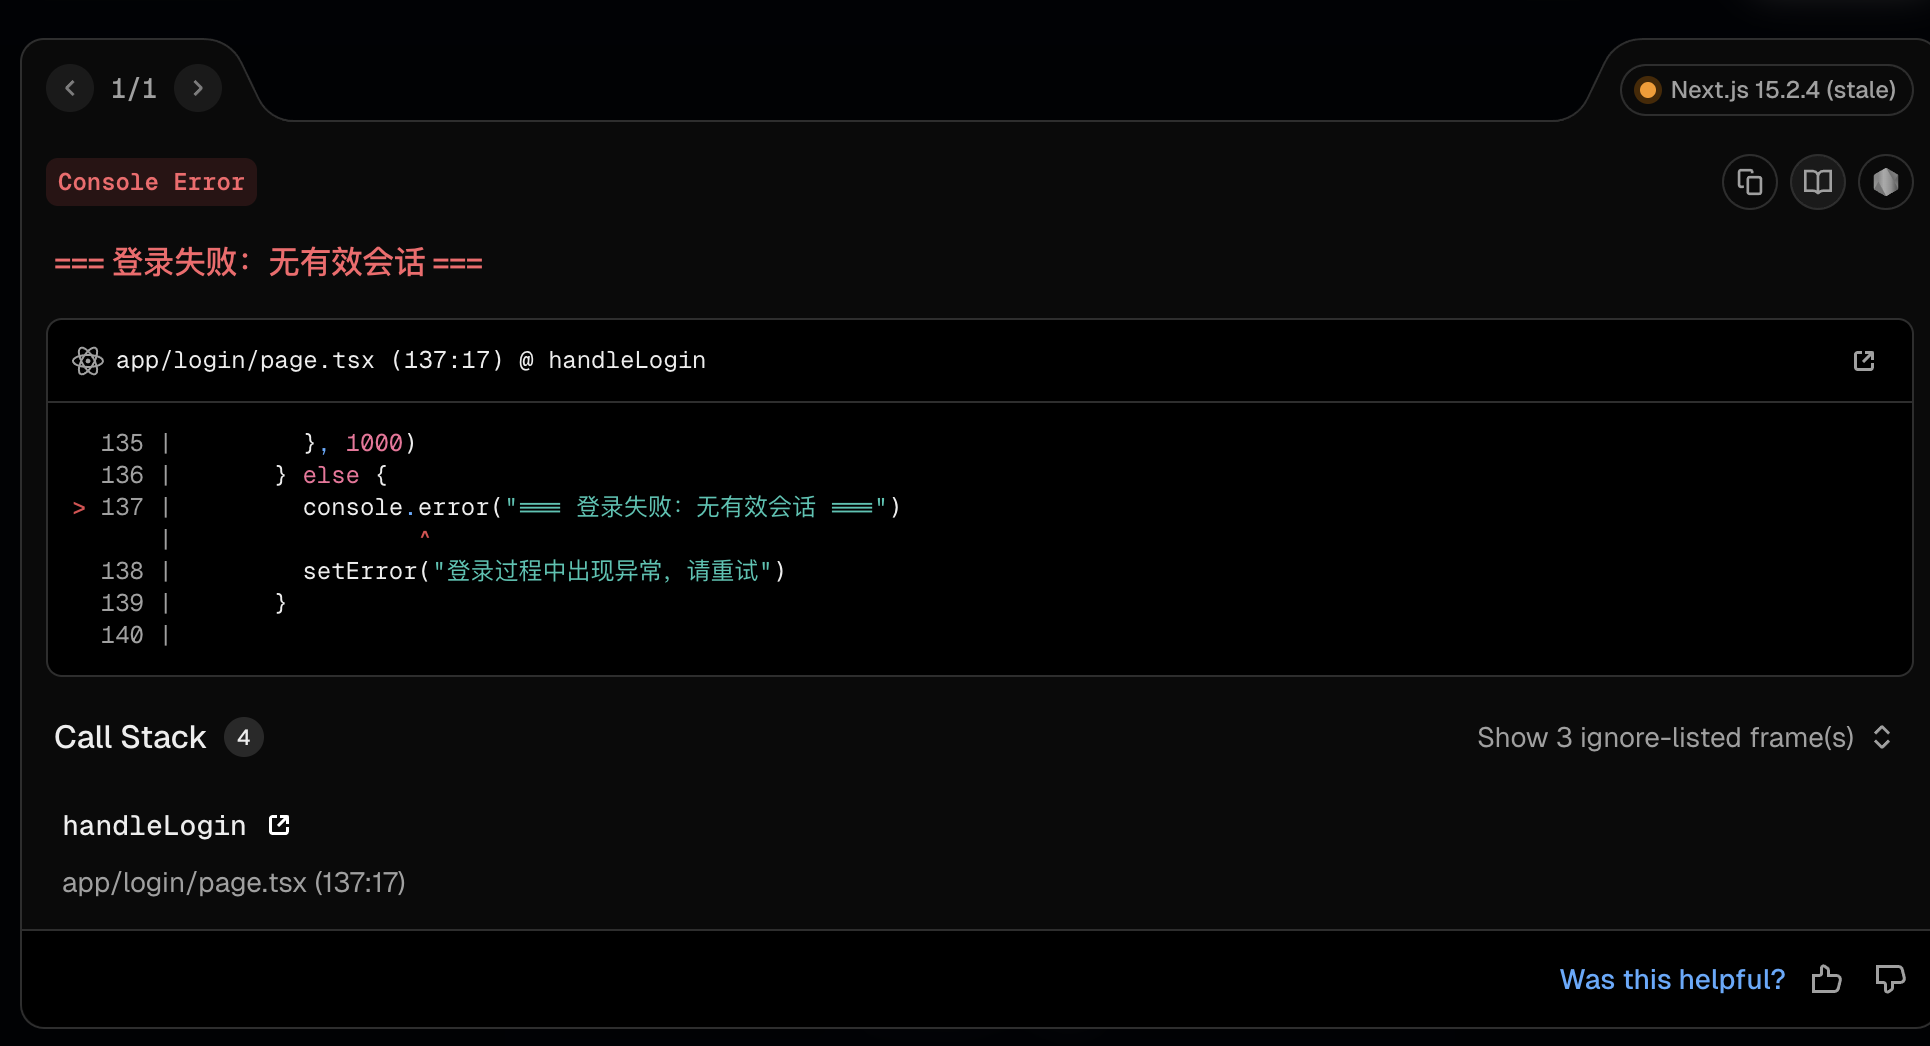 1/1
Next.js 15.2.4 (stale)
Console Error
=== 登录失败：无有效会话 ===
app/login/page.tsx (137:17) @ handleLogin
135 |         }, 1000)
136 |       } else {
> 137 |         console.error("=== 登录失败：无有效会话 ===")
|                 ^
138 |         setError("登录过程中出现异常，请重试")
139 |       }
140 |
Call Stack 4
Show 3 ignore-listed frame(s)
handleLogin
app/login/page.tsx (137:17)
Was this helpful?